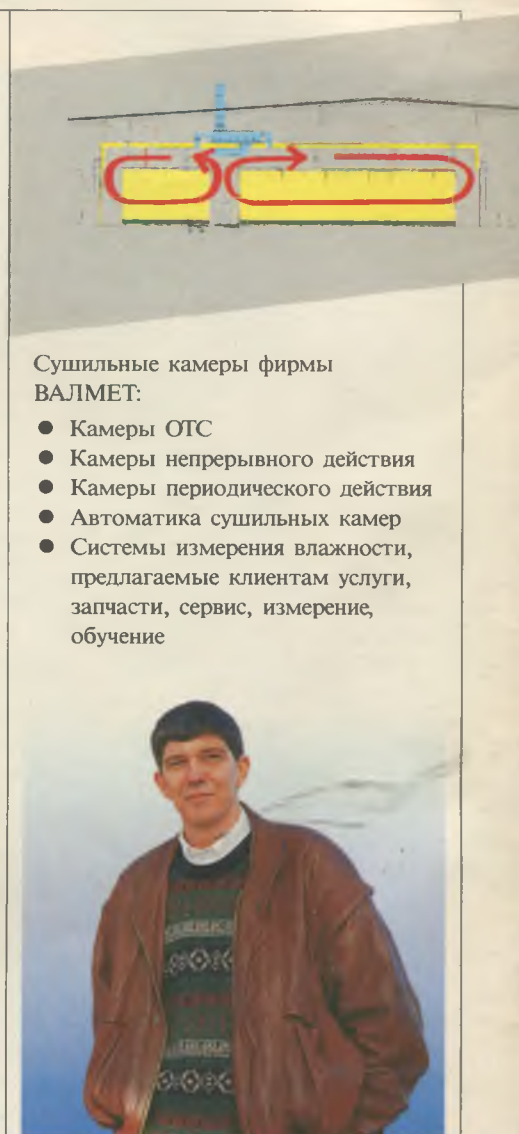 Сушильные камеры фирмы
ВАЛМЕТ:
● Камеры ОТС
● Камеры непрерывного действия
● Камеры периодического действия
● Автоматика сушильных камер
● Системы измерения влажности,
предлагаемые клиентам услуги,
запчасти, сервис, измерение,
обучение